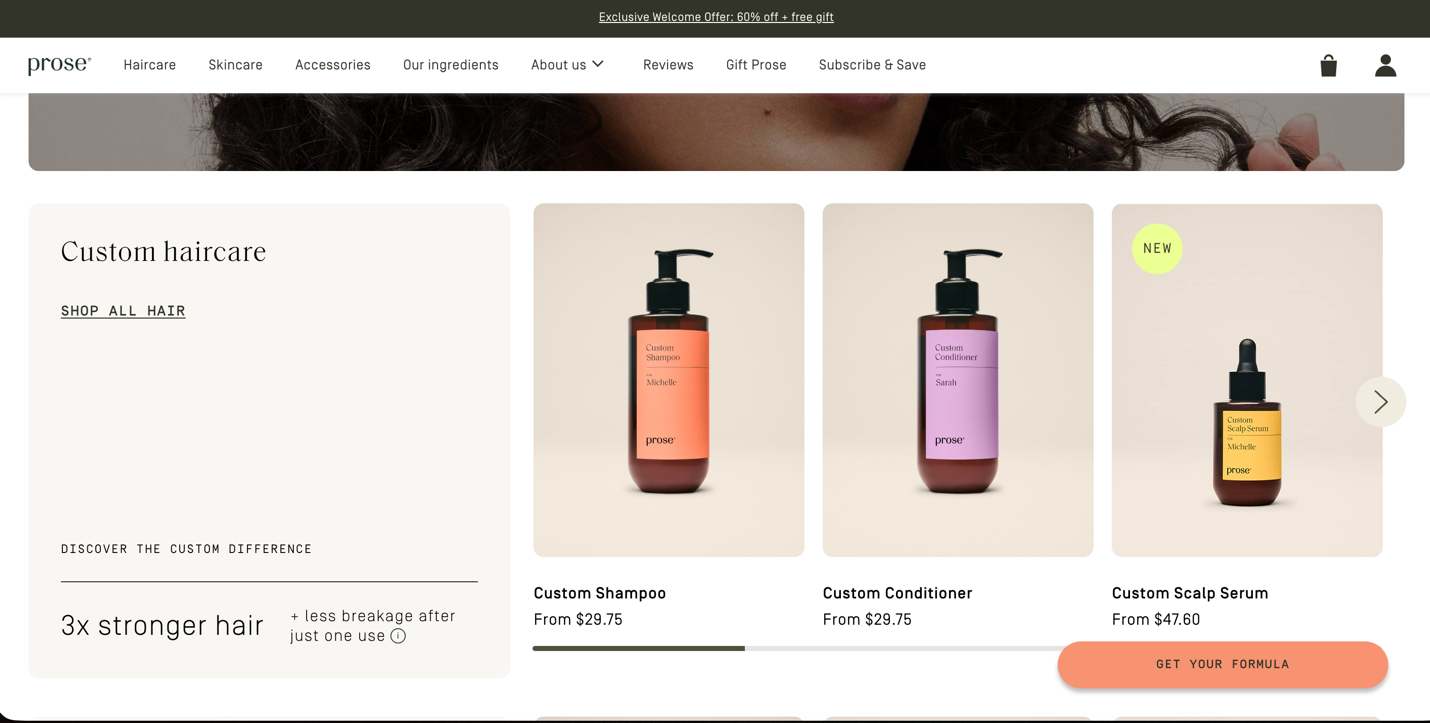 Exclusive Welcome Offer: 60% off + free gift
prose®
Haircare
Skincare
Accessories
Our ingredients
About us
Reviews
Gift Prose
Subscribe & Save
Custom haircare
SHOP ALL HAIR
DISCOVER THE CUSTOM DIFFERENCE
3x stronger hair
+ less breakage after
just one use
Custom
Shampoo
FOR
Michelle
prose®
Custom Shampoo
From $29.75
Custom
Conditioner
FOR
Sarah
prose®
Custom Conditioner
From $29.75
NEW
Custom
Scalp Serum
FOR
Michelle
prose®
Custom Scalp Serum
From $47.60
GET YOUR FORMULA